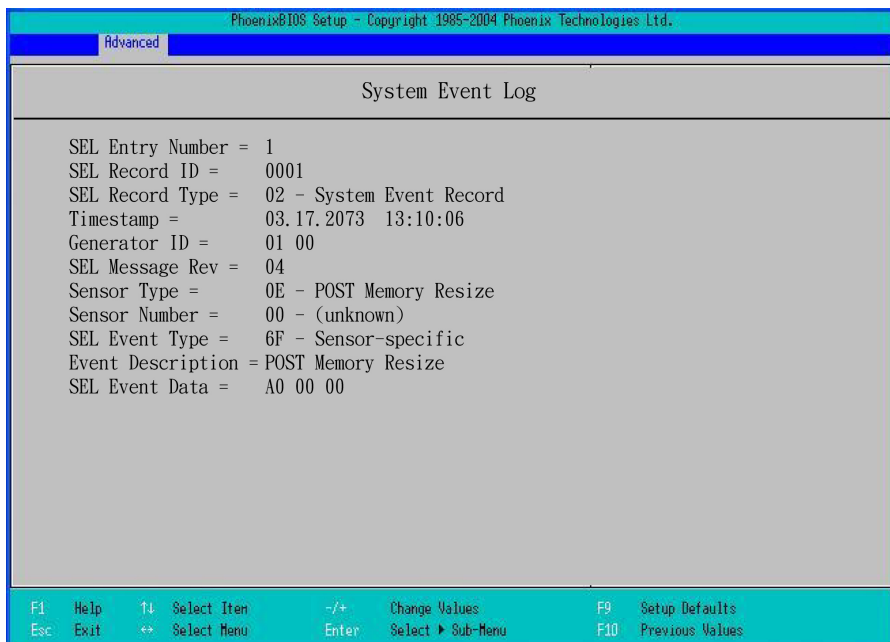 PhoenixBIOS Setup - Copyright 1985-2004 Phoenix Technologies Ltd.
Advanced
System Event Log
SEL Entry Number = 1
SEL Record ID = 0001
SEL Record Type = 02 - System Event Record
Timestamp = 03.17.2073 13:10:06
Generator ID = 01 00
SEL Message Rev = 04
Sensor Type = 0E - POST Memory Resize
Sensor Number = 00 - (unknown)
SEL Event Type = 6F - Sensor-specific
Event Description = POST Memory Resize
SEL Event Data = A0 00 00
F1 Help ↑↓ Select Item -/+ Change Values F9 Setup Defaults
Esc Exit ↔ Select Menu Enter Select ▶ Sub-Menu F10 Previous Values